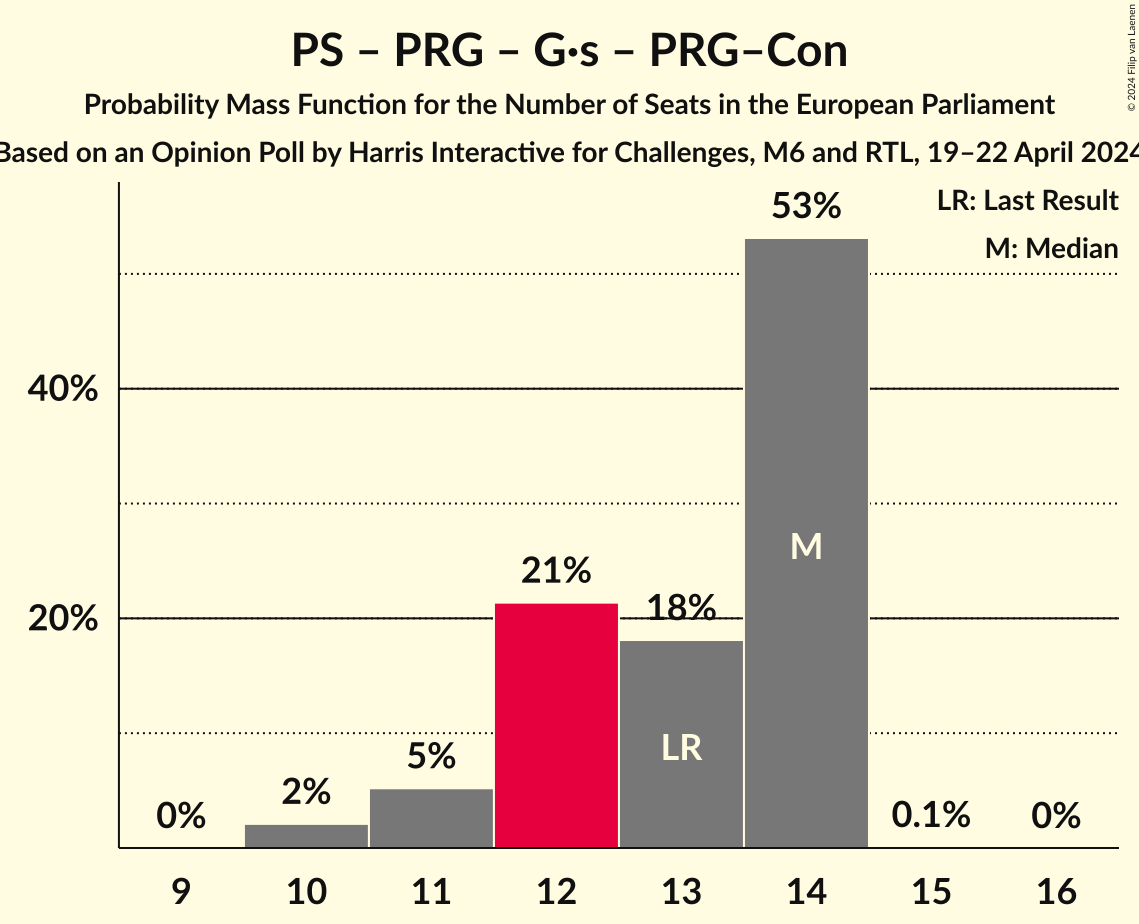 PS – PRG – G·s – PRG–Con
Probability Mass Function for the Number of Seats in the European Parliament
Based on an Opinion Poll by Harris Interactive for Challenges, M6 and RTL, 19–22 April 2024
© 2024 Filip van Laenen
LR: Last Result
M: Median
53%
40%
M
21%
18%
20%
LR
5%
2%
0%
0.1%
0%
9 10 11 12 13 14 15 16